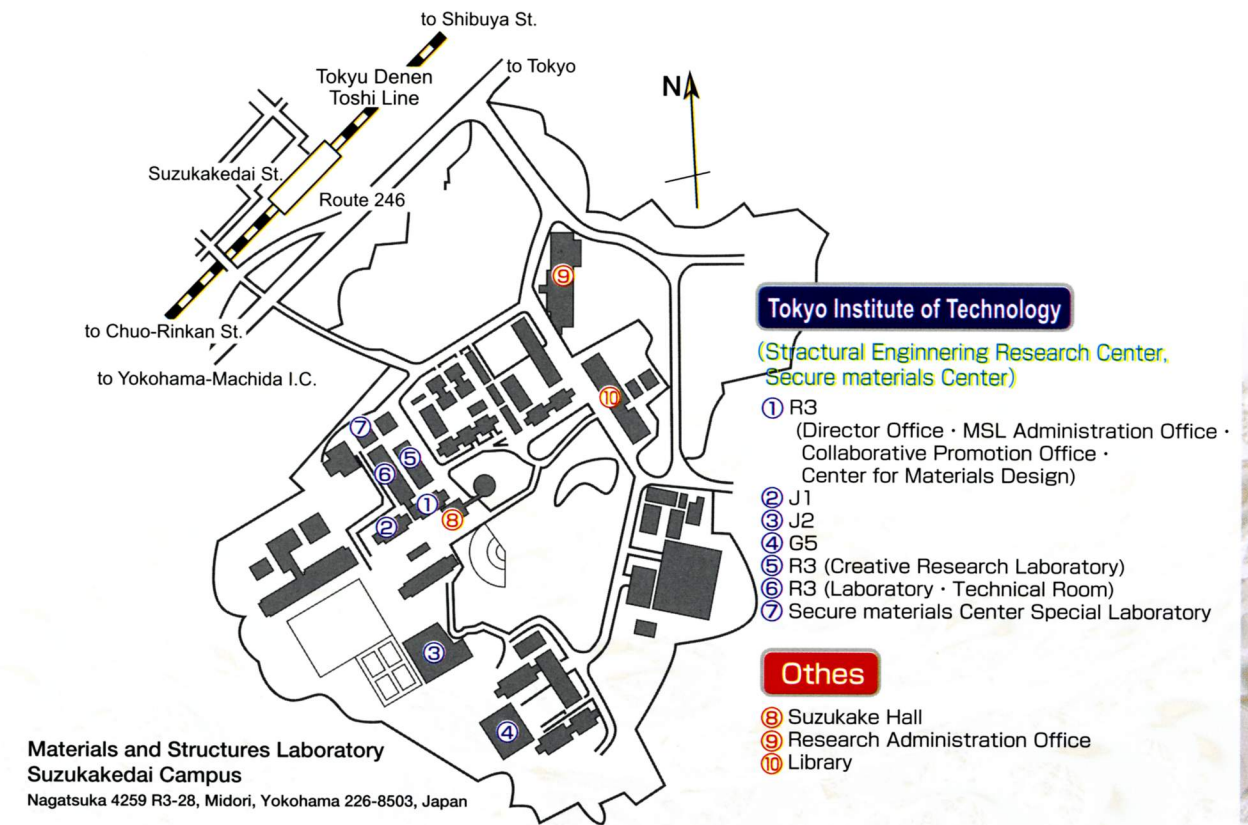 to Shibuya St.
to Tokyo
Tokyu Denen
Toshi Line
N
Suzukakedai St.
Route 246
to Chuo-Rinkan St.
to Yokohama-Machida I.C.
⑨
⑩
⑦
⑤
⑥
①
②
⑧
③
④
Tokyo Institute of Technology
(Stractural Enginnering Research Center,
Secure materials Center)
① R3
(Director Office・MSL Administration Office・
Collaborative Promotion Office・
Center for Materials Design)
② J1
③ J2
④ G5
⑤ R3 (Creative Research Laboratory)
⑥ R3 (Laboratory・Technical Room)
⑦ Secure materials Center Special Laboratory
Othes
⑧ Suzukake Hall
⑨ Research Administration Office
⑩ Library
Materials and Structures Laboratory
Suzukakedai Campus
Nagatsuka 4259 R3-28, Midori, Yokohama 226-8503, Japan